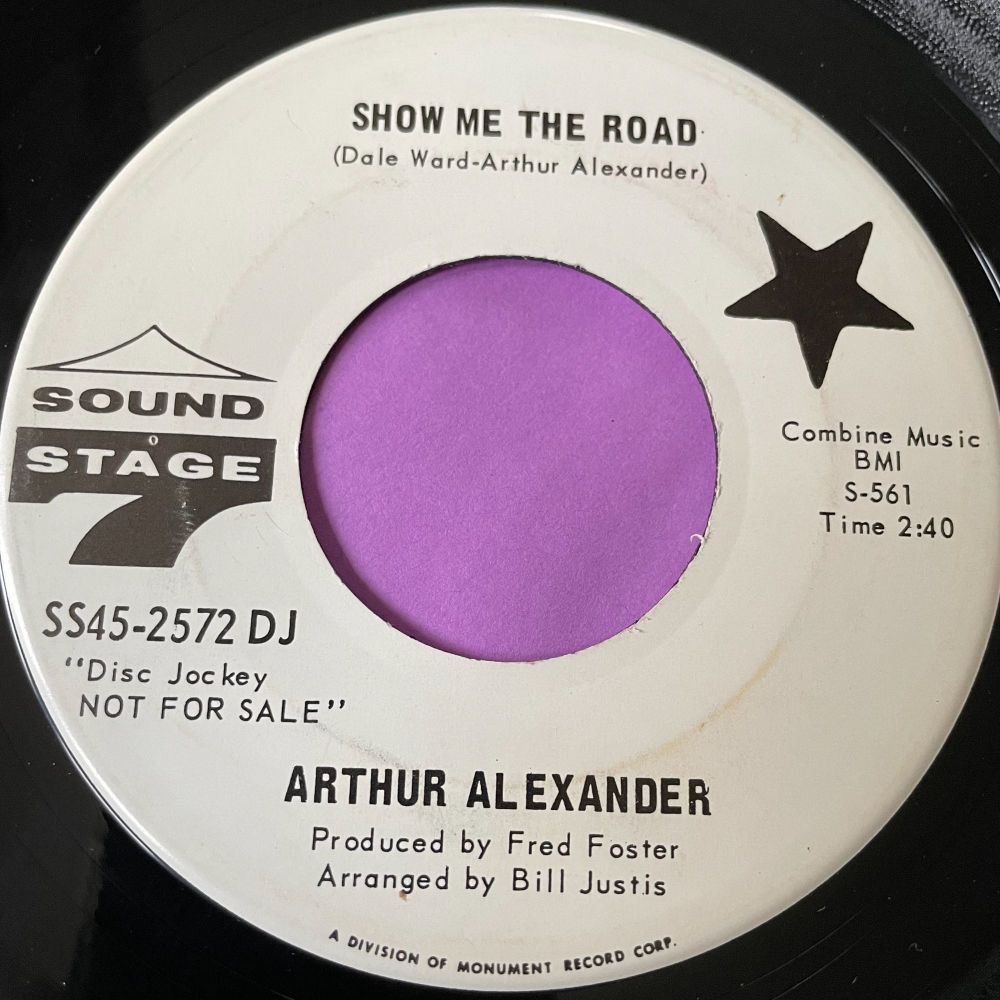 SHOW ME THE ROAD
(Dale Ward-Arthur Alexander)
SOUND
STAGE
7
Combine Music
BMI
S-561
Time 2:40
SS45-2572 DJ
"Disc Jockey
NOT FOR SALE"
ARTHUR ALEXANDER
Produced by Fred Foster
Arranged by Bill Justis
A DIVISION OF MONUMENT RECORD CORP.